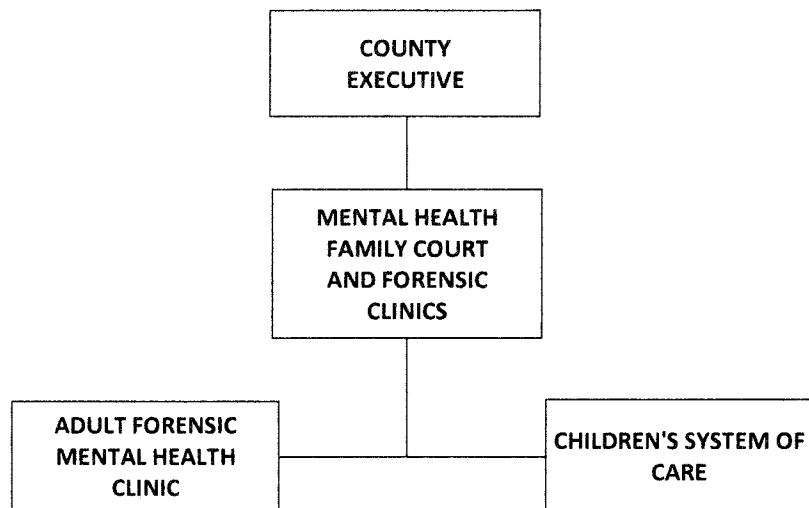 COUNTY
EXECUTIVE
MENTAL HEALTH
FAMILY COURT
AND FORENSIC
CLINICS
ADULT FORENSIC
MENTAL HEALTH
CLINIC
CHILDREN'S SYSTEM OF
CARE